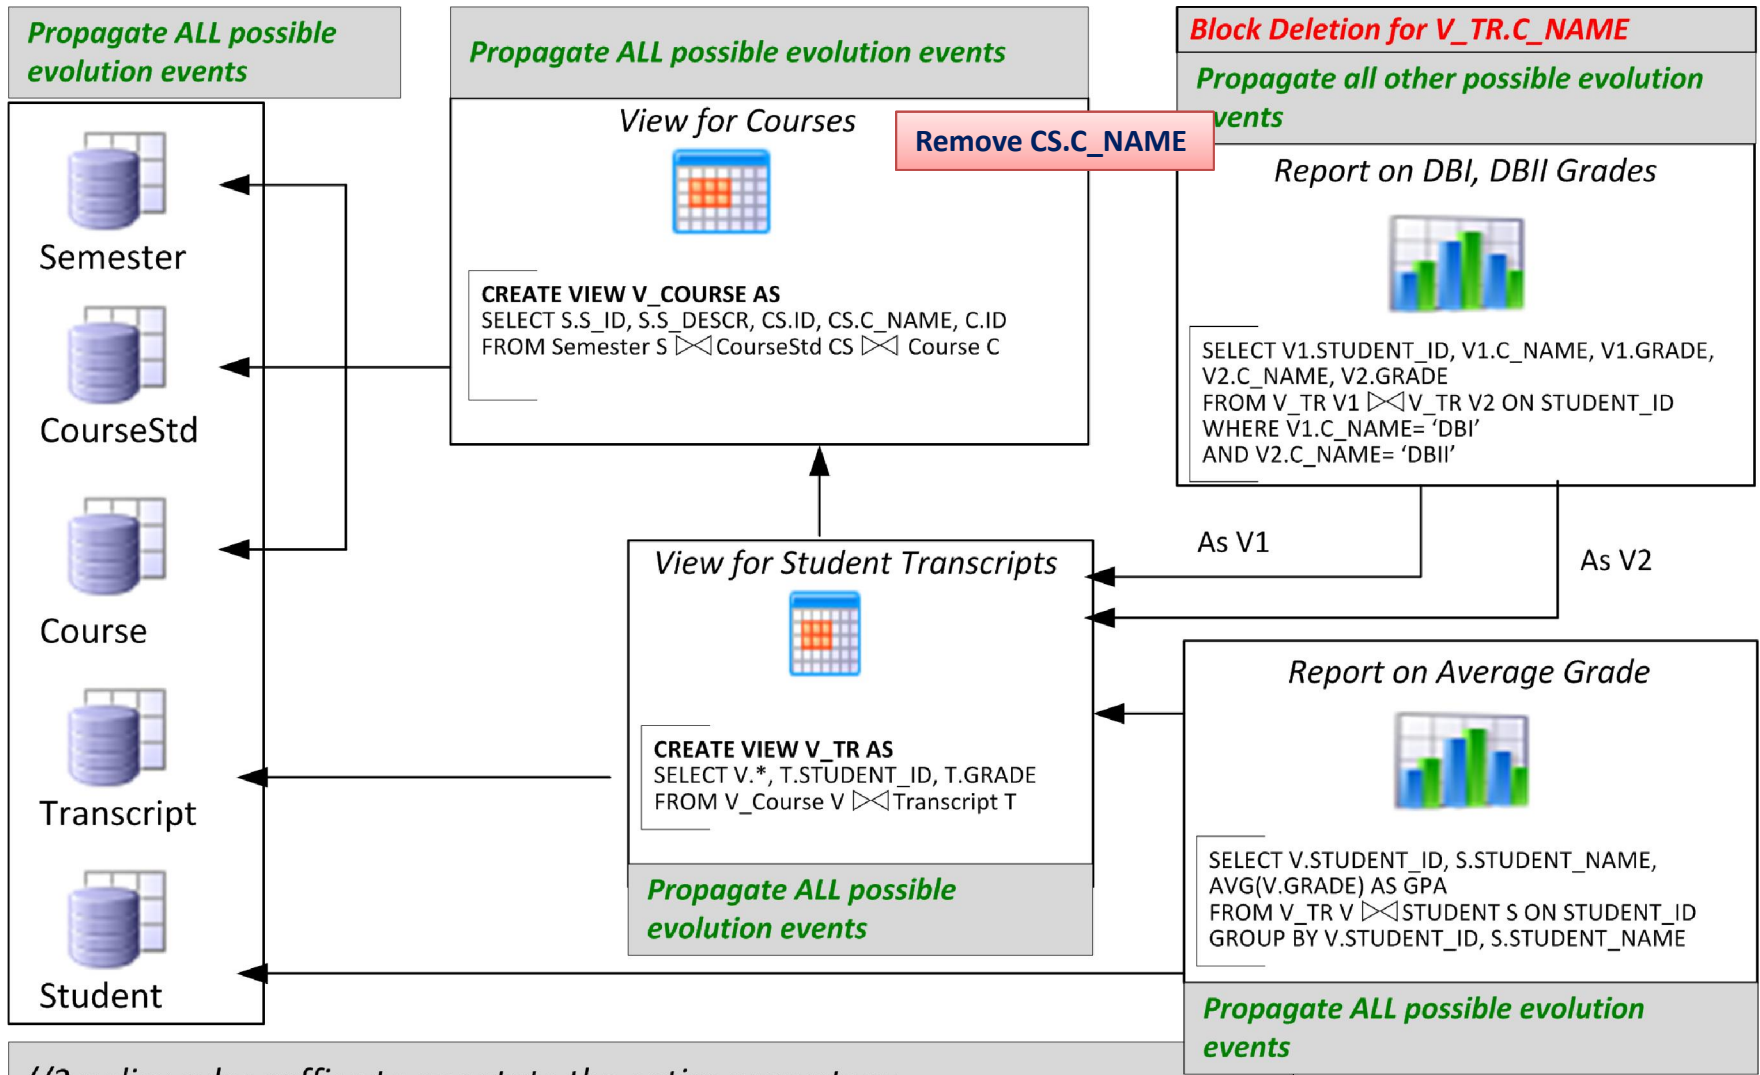 Propagate ALL possible
evolution events
Semester
CourseStd
Course
Transcript
Student
Propagate ALL possible evolution events
View for Courses
Remove CS.C_NAME
CREATE VIEW V_COURSE AS
SELECT S.S_ID, S.S_DESCR, CS.ID, CS.C_NAME, C.ID
FROM Semester S ⋈ CourseStd CS ⋈ Course C
Block Deletion for V_TR.C_NAME
Propagate all other possible evolution
vents
Report on DBI, DBII Grades
SELECT V1.STUDENT_ID, V1.C_NAME, V1.GRADE,
V2.C_NAME, V2.GRADE
FROM V_TR V1 ⋈ V_TR V2 ON STUDENT_ID
WHERE V1.C_NAME= ‘DBI’
AND V2.C_NAME= ‘DBII’
As V1
As V2
View for Student Transcripts
CREATE VIEW V_TR AS
SELECT V.*, T.STUDENT_ID, T.GRADE
FROM V_Course V ⋈ Transcript T
Propagate ALL possible
evolution events
Report on Average Grade
SELECT V.STUDENT_ID, S.STUDENT_NAME,
AVG(V.GRADE) AS GPA
FROM V_TR V ⋈ STUDENT S ON STUDENT_ID
GROUP BY V.STUDENT_ID, S.STUDENT_NAME
Propagate ALL possible evolution
events